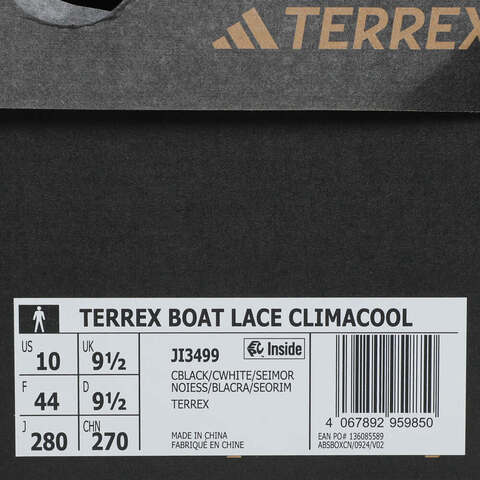 TERREX
TERREX BOAT LACE CLIMACOOL
US 10 UK 9½
F 44 D 9½
J 280 CHN 270
JI3499 Inside
CBLACK/CWHITE/SEIMOR
NOIESS/BLACRA/SEORIM
TERREX
MADE IN CHINA
FABRIQUÉ EN CHINE
4 067892 959850
EAN PO# 136085589
ABSBOXCN/0924/V02